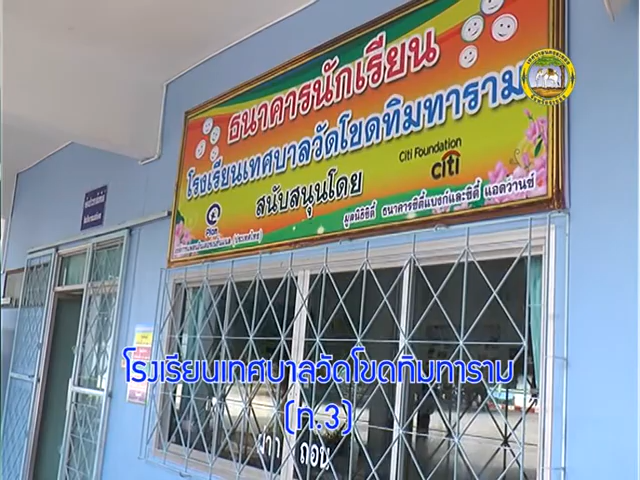 ธนาคารนักเรียน
โรงเรียนเทศบาลวัดโขดทิมทาราม
สนับสนุนโดย
Citi Foundation
citi
Plan
มูลนิธิซิตี้ ธนาคารซิตี้แบงก์และซิตี้ แอดวานซ์
โรงเรียนเทศบาลวัดโขดทิมทาราม
(ท.3)
ฝาก ถอน